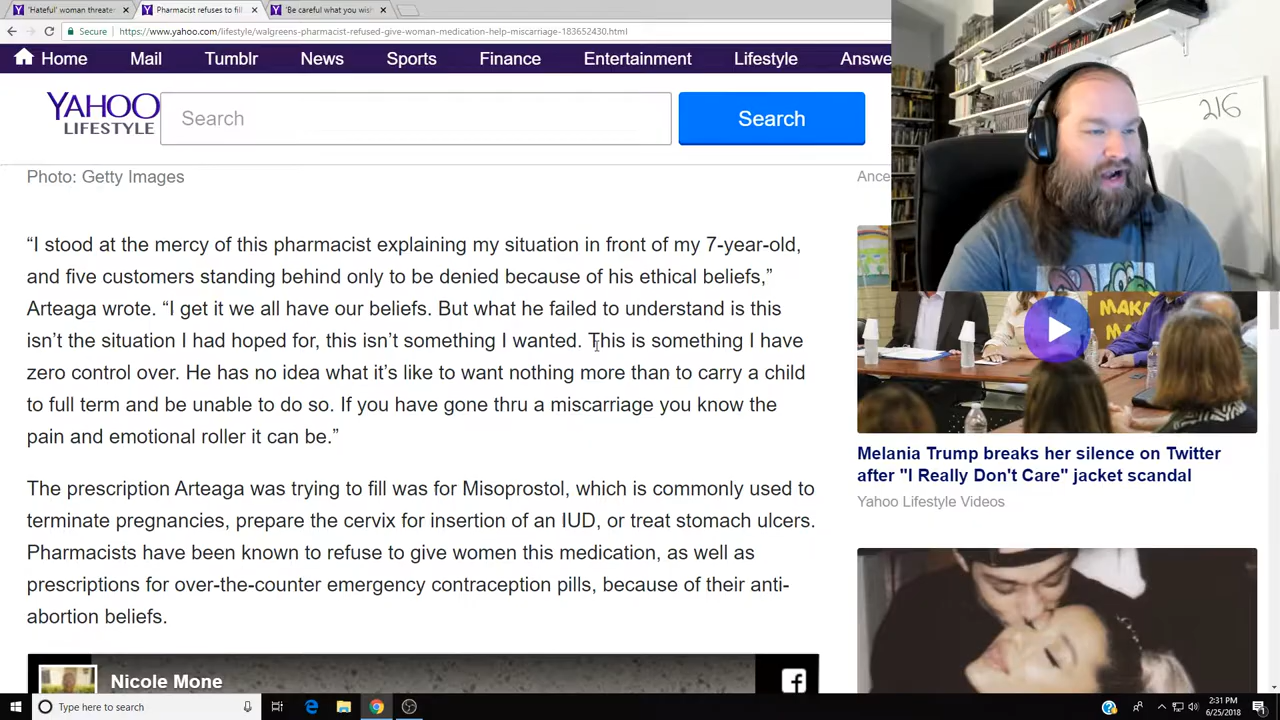 'Hateful' woman threate
Pharmacist refuses to fill
'Be careful what you wis
Secure
https://www.yahoo.com/lifestyle/walgreens-pharmacist-refused-give-woman-medication-help-miscarriage-183652430.html
Home Mail Tumblr News Sports Finance Entertainment Lifestyle Answe
YAHOO
LIFESTYLE
Search
Search
216
Photo: Getty Images
Ance
“I stood at the mercy of this pharmacist explaining my situation in front of my 7-year-old,
and five customers standing behind only to be denied because of his ethical beliefs,”
Arteaga wrote. “I get it we all have our beliefs. But what he failed to understand is this
isn’t the situation I had hoped for, this isn’t something I wanted. This is something I have
zero control over. He has no idea what it’s like to want nothing more than to carry a child
to full term and be unable to do so. If you have gone thru a miscarriage you know the
pain and emotional roller it can be.”
The prescription Arteaga was trying to fill was for Misoprostol, which is commonly used to
terminate pregnancies, prepare the cervix for insertion of an IUD, or treat stomach ulcers.
Pharmacists have been known to refuse to give women this medication, as well as
prescriptions for over-the-counter emergency contraception pills, because of their anti-
abortion beliefs.
Nicole Mone
MAK
Melania Trump breaks her silence on Twitter
after "I Really Don't Care" jacket scandal
Yahoo Lifestyle Videos
Type here to search
2:31 PM
6/25/2018